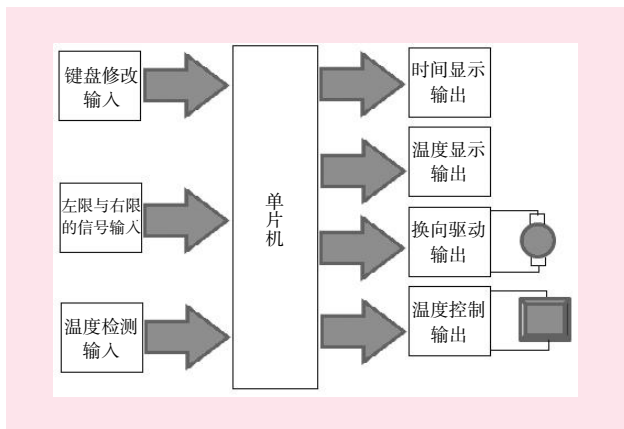 键盘修改
输入
左限与右限
的信号输入
温度检测
输入
单
片
机
时间显示
输出
温度显示
输出
换向驱动
输出
温度控制
输出